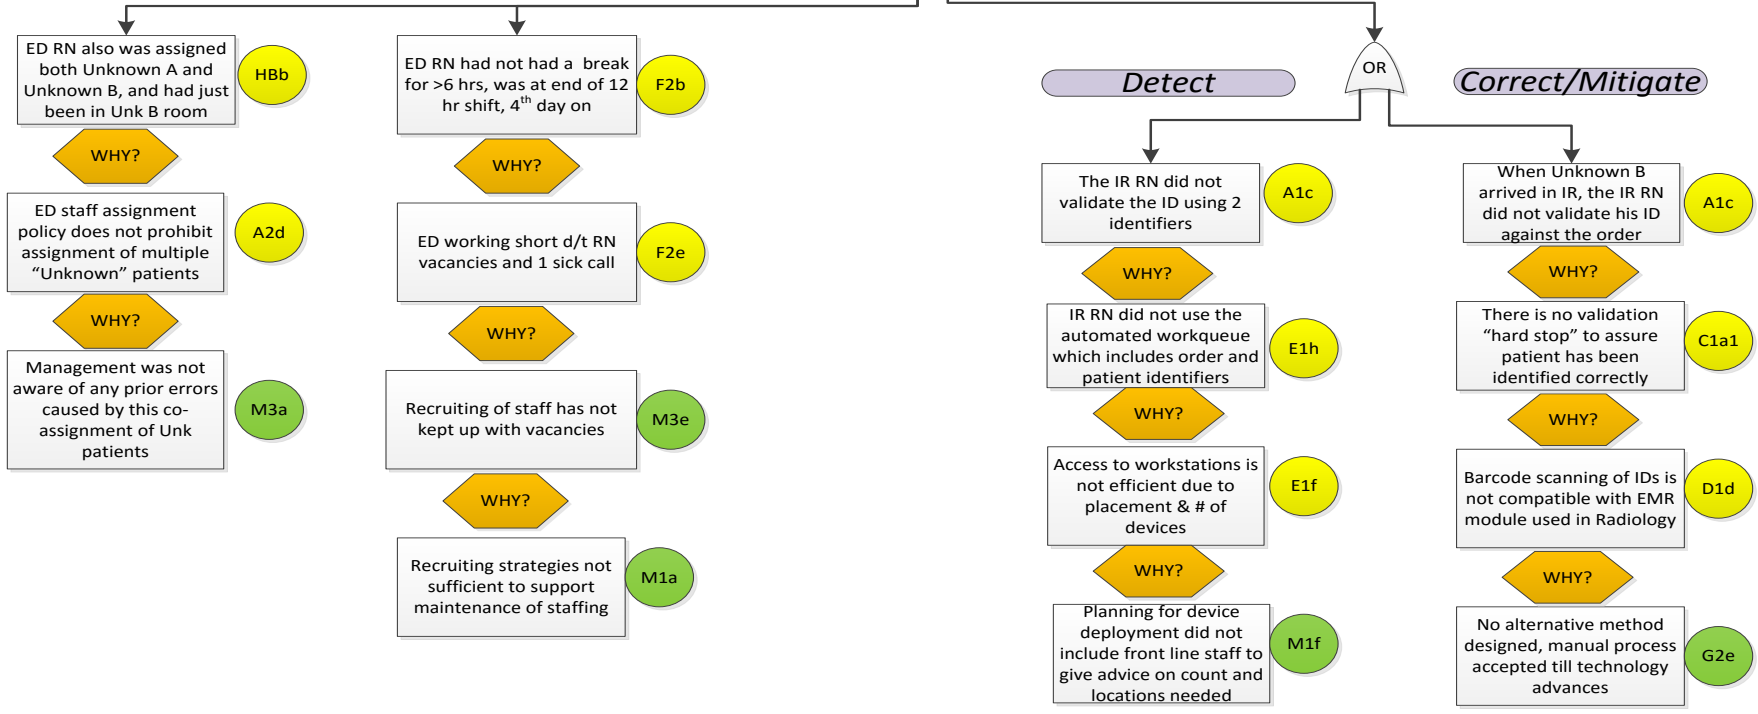 ED RN also was assigned
both Unknown A and
Unknown B, and had just
been in Unk B room
HBb
WHY?
ED staff assignment
policy does not prohibit
assignment of multiple
“Unknown” patients
A2d
WHY?
Management was not
aware of any prior errors
caused by this co-
assignment of Unk
patients
M3a
ED RN had not had a break
for >6 hrs, was at end of 12
hr shift, 4th day on
F2b
WHY?
ED working short d/t RN
vacancies and 1 sick call
F2e
WHY?
Recruiting of staff has not
kept up with vacancies
M3e
WHY?
Recruiting strategies not
sufficient to support
maintenance of staffing
M1a
OR
Detect
The IR RN did not
validate the ID using 2
identifiers
A1c
WHY?
IR RN did not use the
automated workqueue
which includes order and
patient identifiers
E1h
WHY?
Access to workstations is
not efficient due to
placement & # of
devices
E1f
WHY?
Planning for device
deployment did not
include front line staff to
give advice on count and
locations needed
M1f
Correct/Mitigate
When Unknown B
arrived in IR, the IR RN
did not validate his ID
against the order
A1c
WHY?
There is no validation
“hard stop” to assure
patient has been
identified correctly
C1a1
WHY?
Barcode scanning of IDs is
not compatible with EMR
module used in Radiology
D1d
WHY?
No alternative method
designed, manual process
accepted till technology
advances
G2e